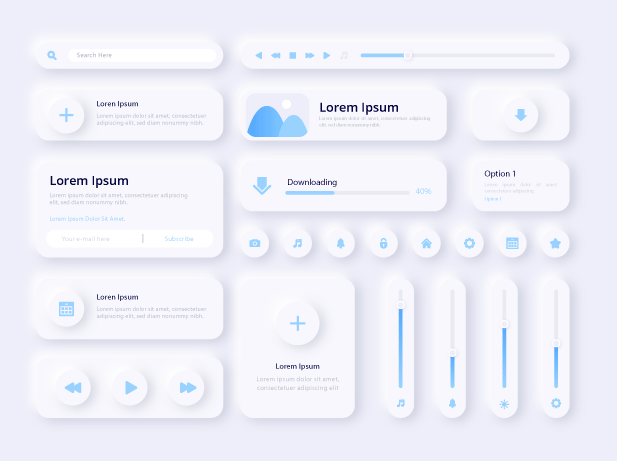 Search Here
Loren Ipsum
Lorem ipsum dolor sit amet, consectetuer
adipiscing elit, sed diam nonummy nibh.
Lorem Ipsum
Lorem ipsum dolor sit amet, consectetuer adipiscing
elit, sed diam nonummy nibh.
Lorem Ipsum
Lorem ipsum dolor sit amet, consectetuer adipiscing
elit, sed diam nonummy nibh.
Lorem Ipsum Dolor Sit Amet,
Your e-mail here
Subscribe
Downloading
40%
Option 1
Lorem ipsum dolor sit amet,
consectetuer adipiscing.
Option 1
Loren Ipsum
Lorem ipsum dolor sit amet, consectetuer
adipiscing elit, sed diam nonummy nibh.
Lorem Ipsum
Lorem ipsum dolor sit amet,
consectetuer adipiscing elit